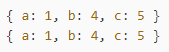 { a: 1, b: 4, c: 5 }
{ a: 1, b: 4, c: 5 }